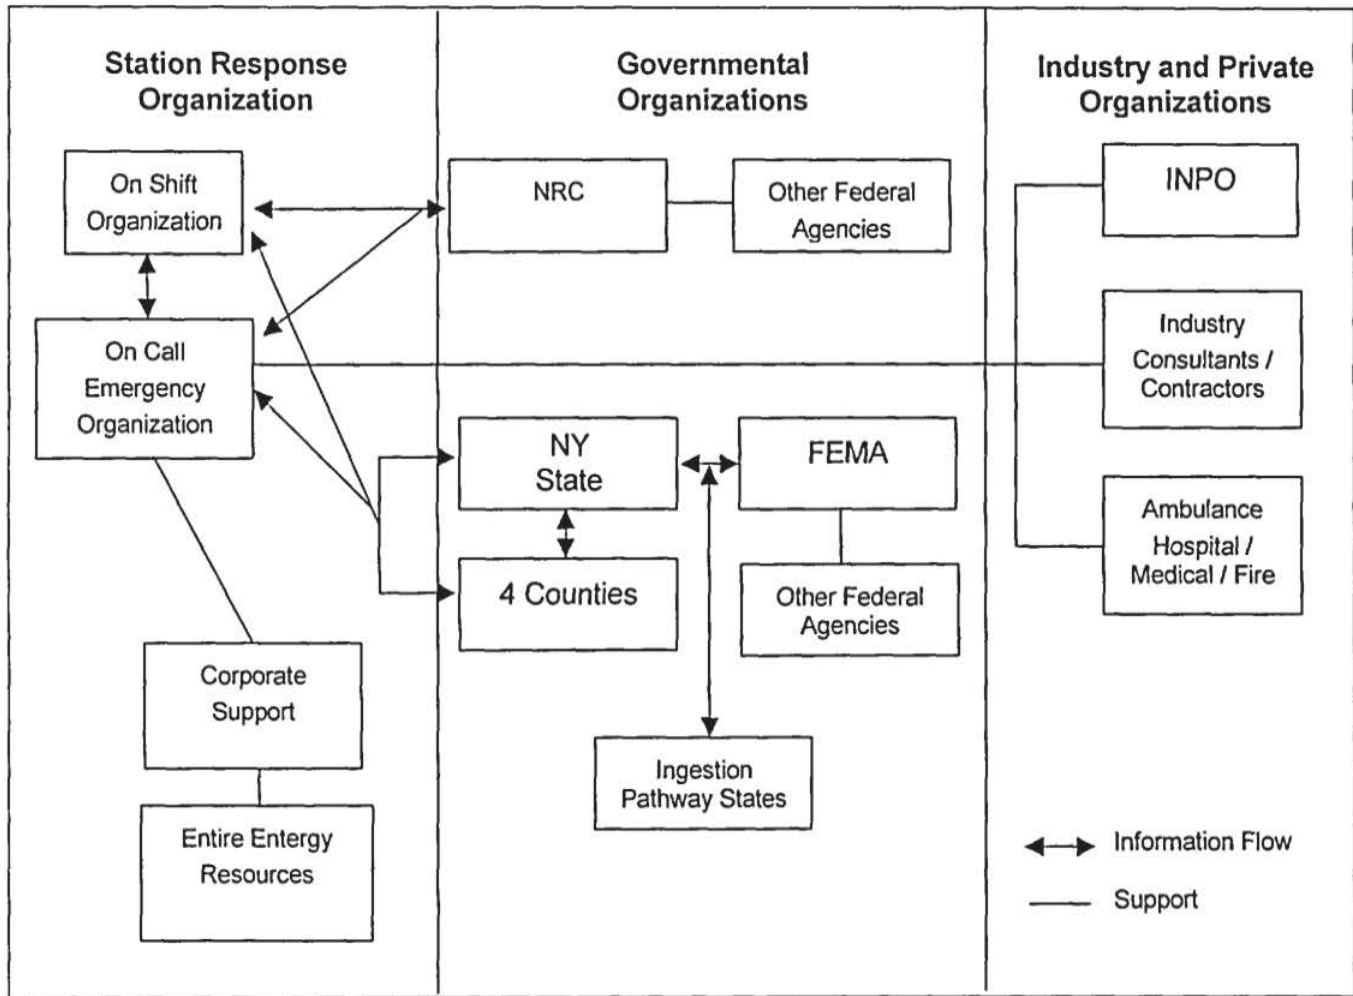 Station Response
Organization
On Shift
Organization
On Call
Emergency
Organization
Corporate
Support
Entire Entergy
Resources
Governmental
Organizations
NRC
Other Federal
Agencies
NY
State
FEMA
4 Counties
Other Federal
Agencies
Ingestion
Pathway States
Industry and Private
Organizations
INPO
Industry
Consultants /
Contractors
Ambulance
Hospital /
Medical / Fire
Information Flow
Support